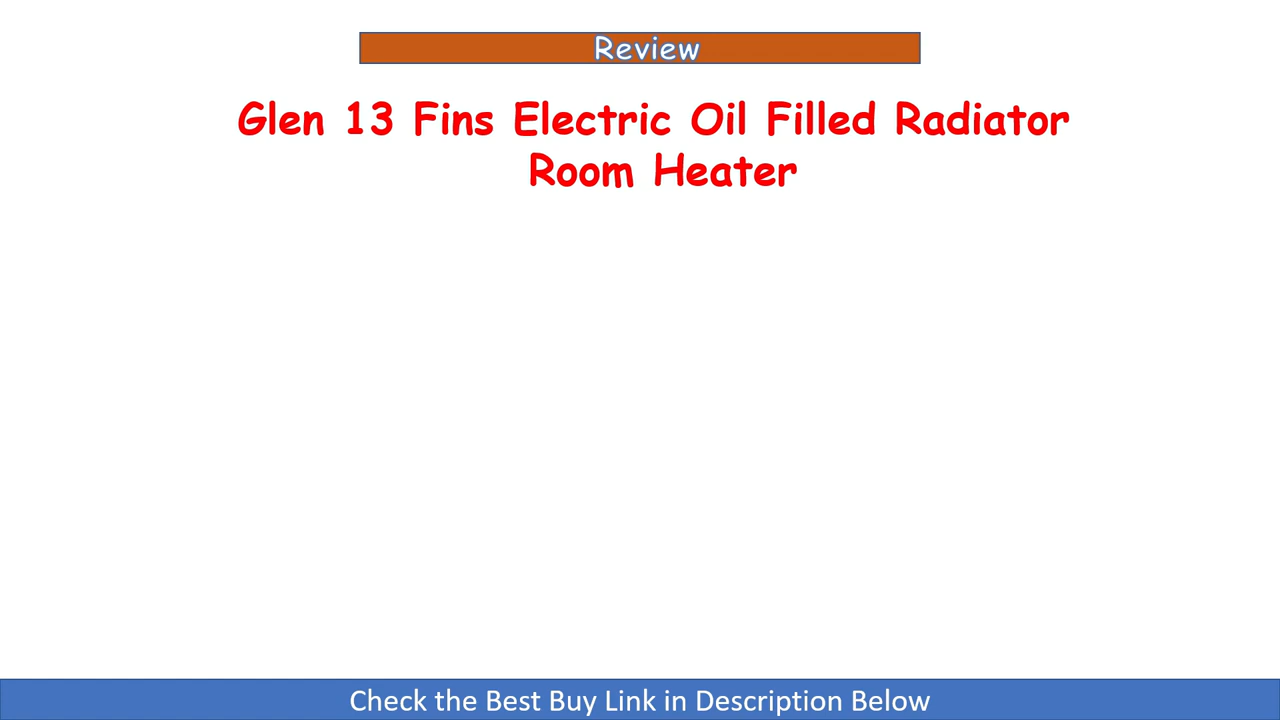 Review
Glen 13 Fins Electric Oil Filled Radiator
Room Heater
Check the Best Buy Link in Description Below